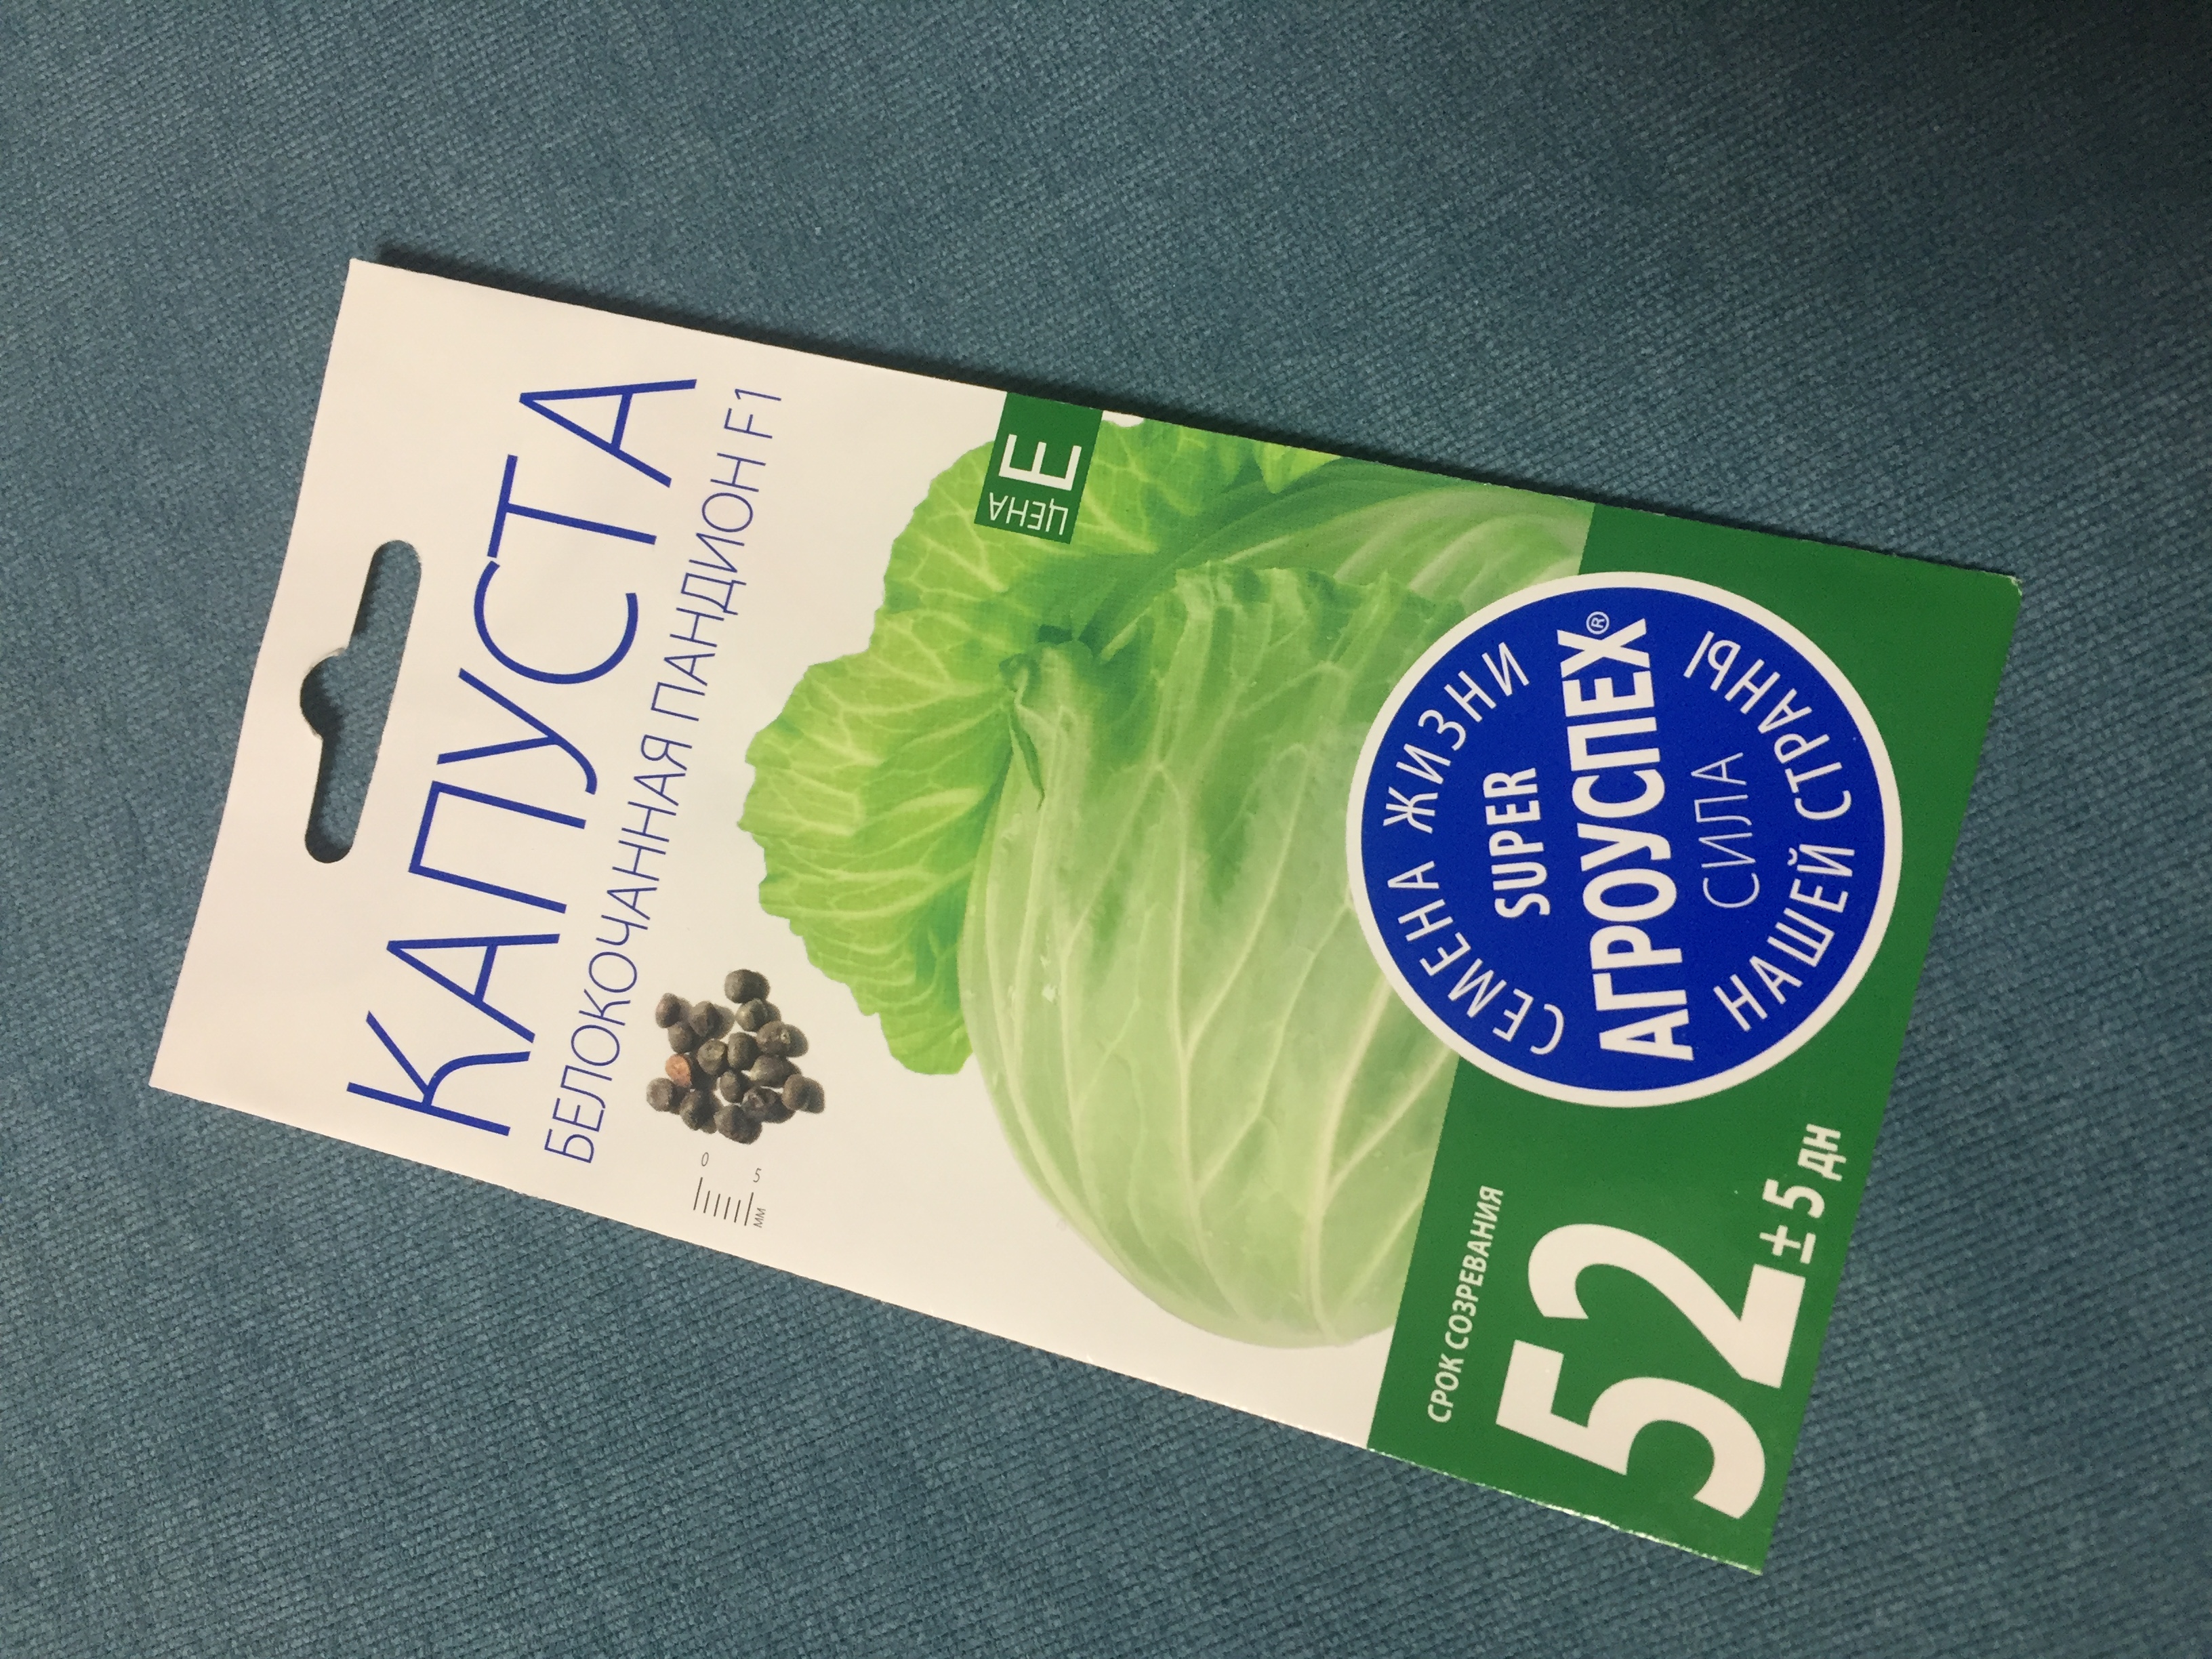 КАПУСТА
БЕЛОКОЧАННАЯ ПАНДИОН F1
0
5
мм
ЦЕНА
Е
СЕМЕНА ЖИЗНИ
SUPER
АГРОУСПЕХ®
СИЛА
НАШЕЙ СТРАНЫ
СРОК СОЗРЕВАНИЯ
52 ± 5 дн